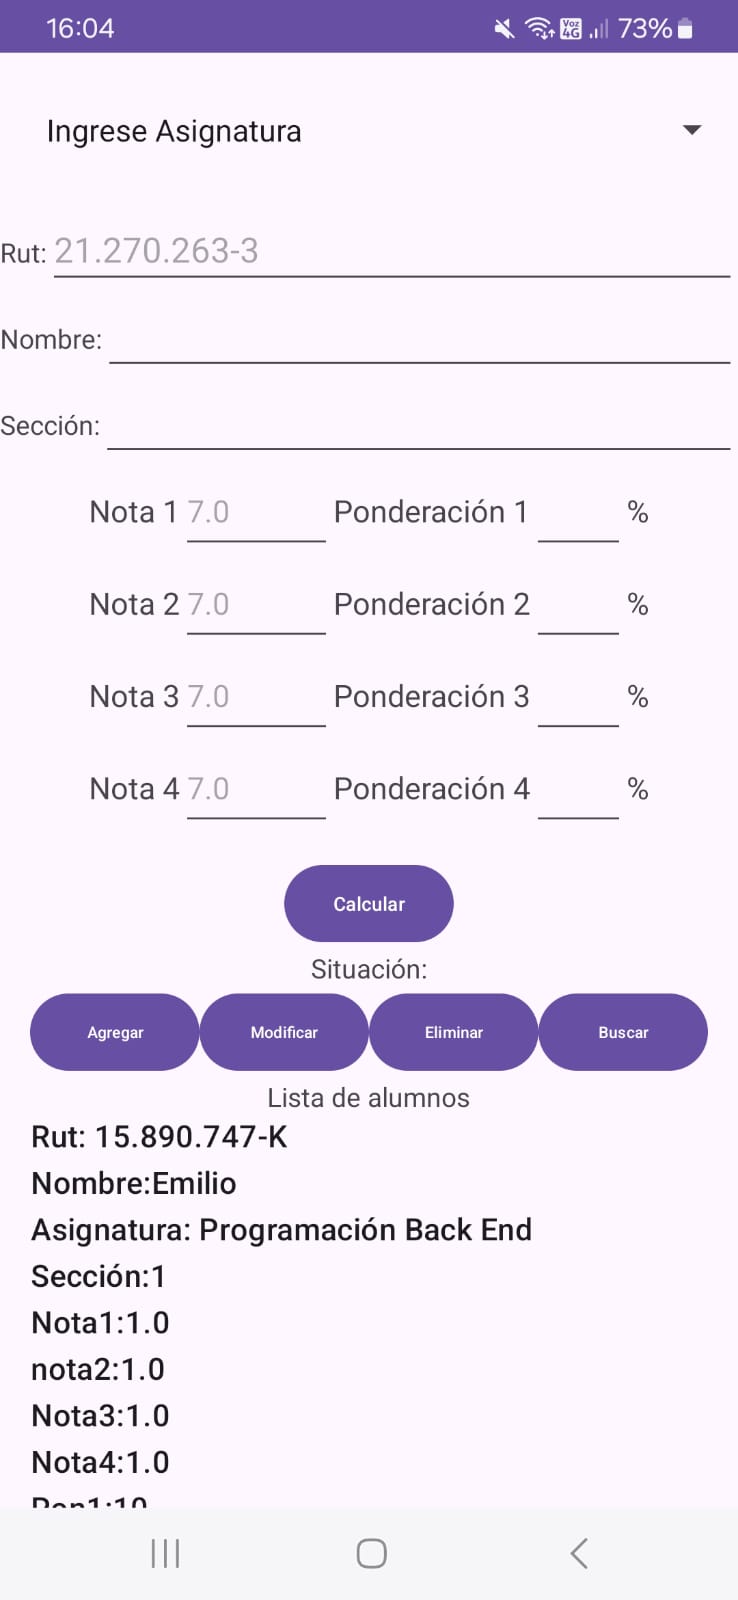 16:04 Voz 4G 73%
Ingrese Asignatura
Rut: 21.270.263-3
Nombre:
Sección:
Nota 1 7.0 Ponderación 1 %
Nota 2 7.0 Ponderación 2 %
Nota 3 7.0 Ponderación 3 %
Nota 4 7.0 Ponderación 4 %
Calcular
Situación:
Agregar Modificar Eliminar Buscar
Lista de alumnos
Rut: 15.890.747-K
Nombre:Emilio
Asignatura: Programación Back End
Sección:1
Nota1:1.0
nota2:1.0
Nota3:1.0
Nota4:1.0
Pon1:10